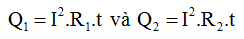 Q₁ = I².R₁.t và Q₂ = I².R₂.t